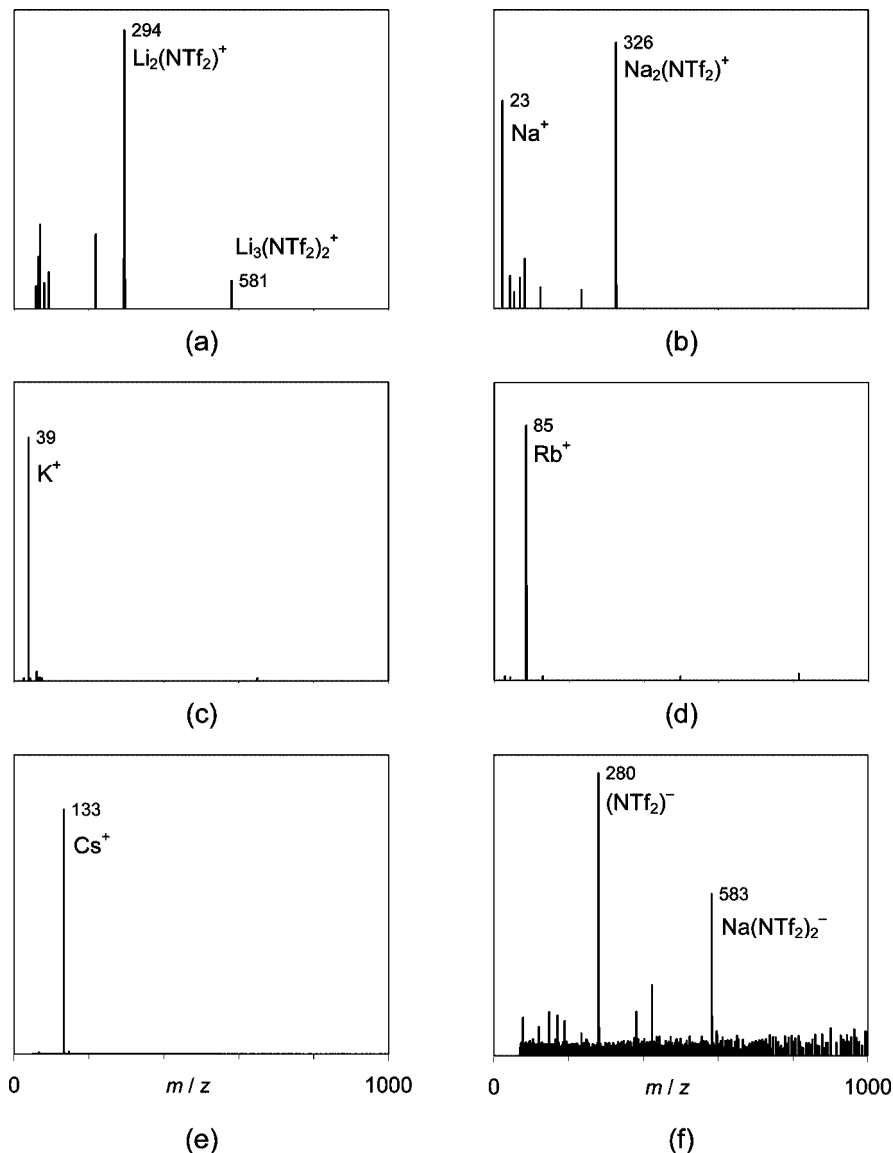 294
Li₂(NTf₂)⁺
Li₃(NTf₂)₂⁺
581
(a)
326
Na₂(NTf₂)⁺
23
Na⁺
(b)
39
K⁺
(c)
85
Rb⁺
(d)
133
Cs⁺
0
m / z
1000
(e)
280
(NTf₂)⁻
583
Na(NTf₂)₂⁻
0
m / z
1000
(f)